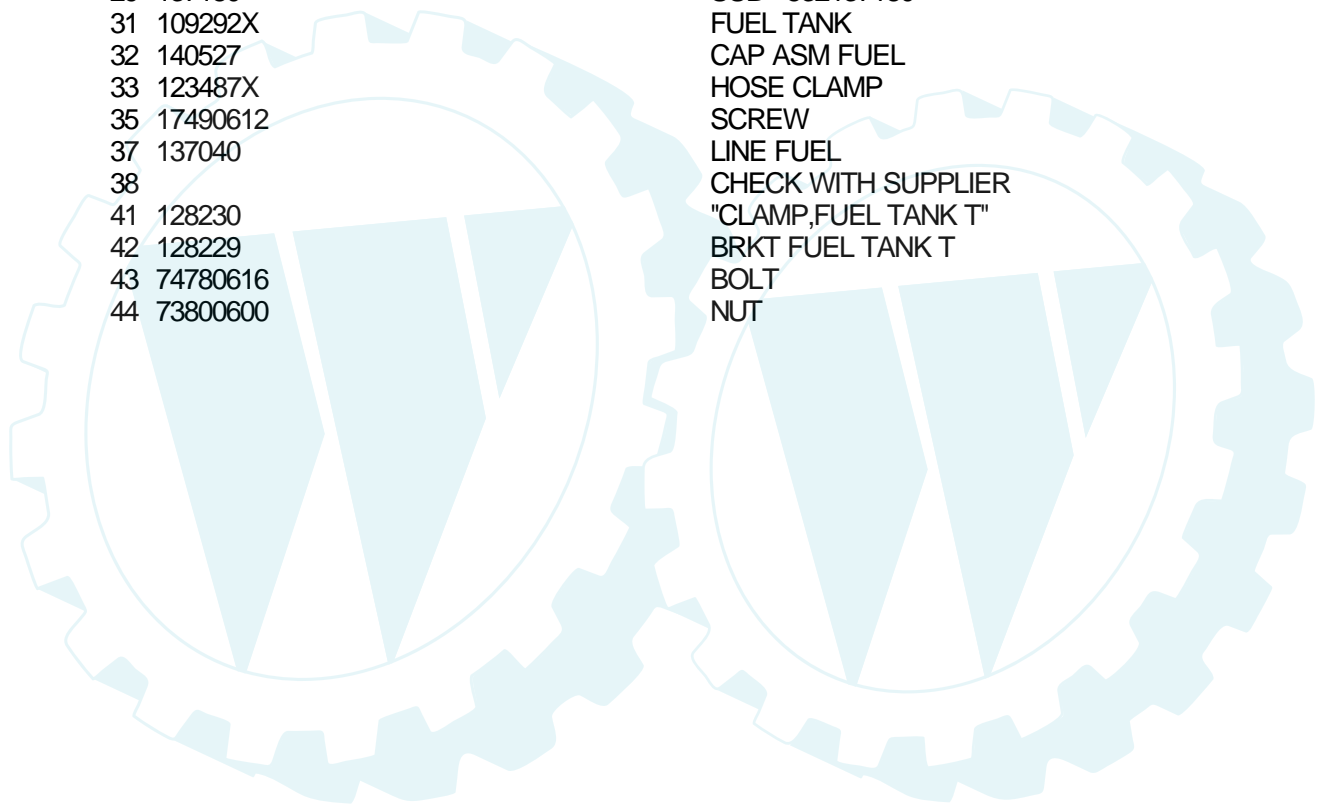 31 109292X FUEL TANK
32 140527 CAP ASM FUEL
33 123487X HOSE CLAMP
35 17490612 SCREW
37 137040 LINE FUEL
38 CHECK WITH SUPPLIER
41 128230 "CLAMP,FUEL TANK T"
42 128229 BRKT FUEL TANK T
43 74780616 BOLT
44 73800600 NUT